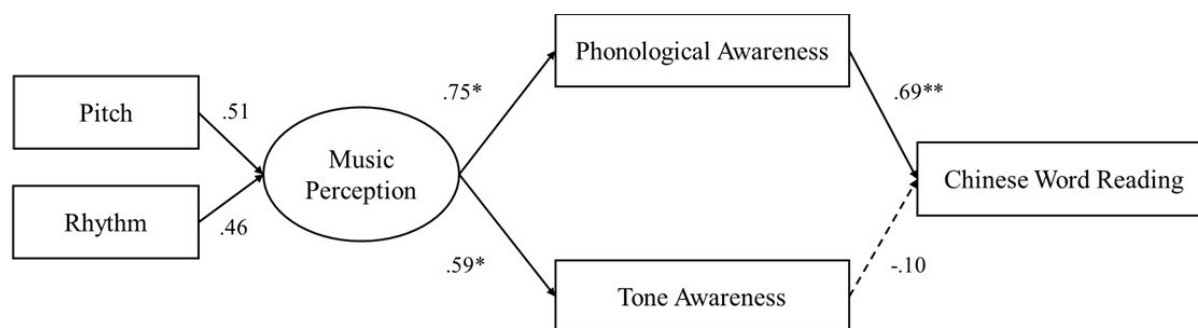 Phonological Awareness
Pitch
.51
.75*
.69**
Music
Perception
Chinese Word Reading
Rhythm
.46
.59*
-.10
Tone Awareness